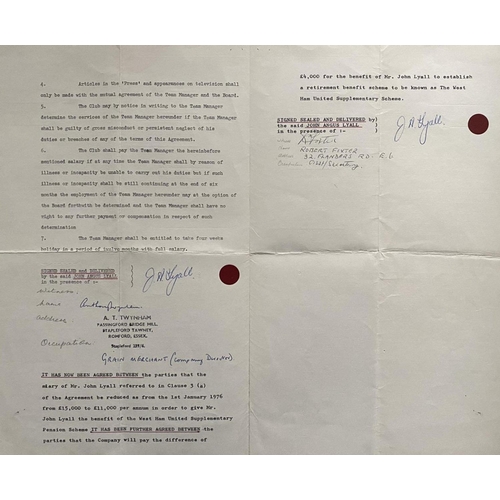 4. Articles in the 'Press' and appearances on television shall
only be made with the mutual agreement of the Team Manager and the Board.
5. The Club may by notice in writing to the Team Manager
determine the services of the Team Manager hereunder if the Team Manager
shall be guilty of gross misconduct or persistent neglect of his
duties or breaches of any of the terms of this Agreement.
6. The Club shall pay the Team Manager the hereinbefore
mentioned salary if at any time the Team Manager shall by reason of
illness or incapacity be unable to carry out his duties but if such
illness or incapacity shall be still continuing at the end of six
months the employment of the Team Manager hereunder may at the option of
the Board forthwith be determined and the Team Manager shall have
no right to any further payment or compensation in respect of such
determination
7. The Team Manager shall be entitled to take four weeks
holiday in a period of twelve months with full salary.
SIGNED SEALED and DELIVERED
by the said JOHN ANGUS LYALL
in the presence of :-
J A Lyall.
Witness.
Name Anthony Twynham
Address.
A. T. TWYNHAM
PASSINGFORD BRIDGE MILL,
STAPLEFORD TAWNEY,
ROMFORD, ESSEX.
Stapleford
Occupation
GRAIN MERCHANT (Company Director)
IT HAS NOW BEEN AGREED BETWEEN the parties that the
salary of Mr. John Lyall referred to in Clause 3 (a)
of the Agreement be reduced as from the 1st January 1976
from £15,000 to £11,000 per annum in order to give Mr.
John Lyall the benefit of the West Ham United Supplementary
Pension Scheme IT HAS BEEN FURTHER AGREED BETWEEN the
parties that the Company will pay the difference of
£4,000 for the benefit of Mr. John Lyall to establish
a retirement benefit scheme to be known as The West
Ham United Supplementary Scheme.
SIGNED SEALED AND DELIVERED by)
the said JOHN ANGUS LYALL )
in the presence of :- )
J A Lyall.
Name ROBERT
Address 32 FLANDERS RD. E.6
Occupation